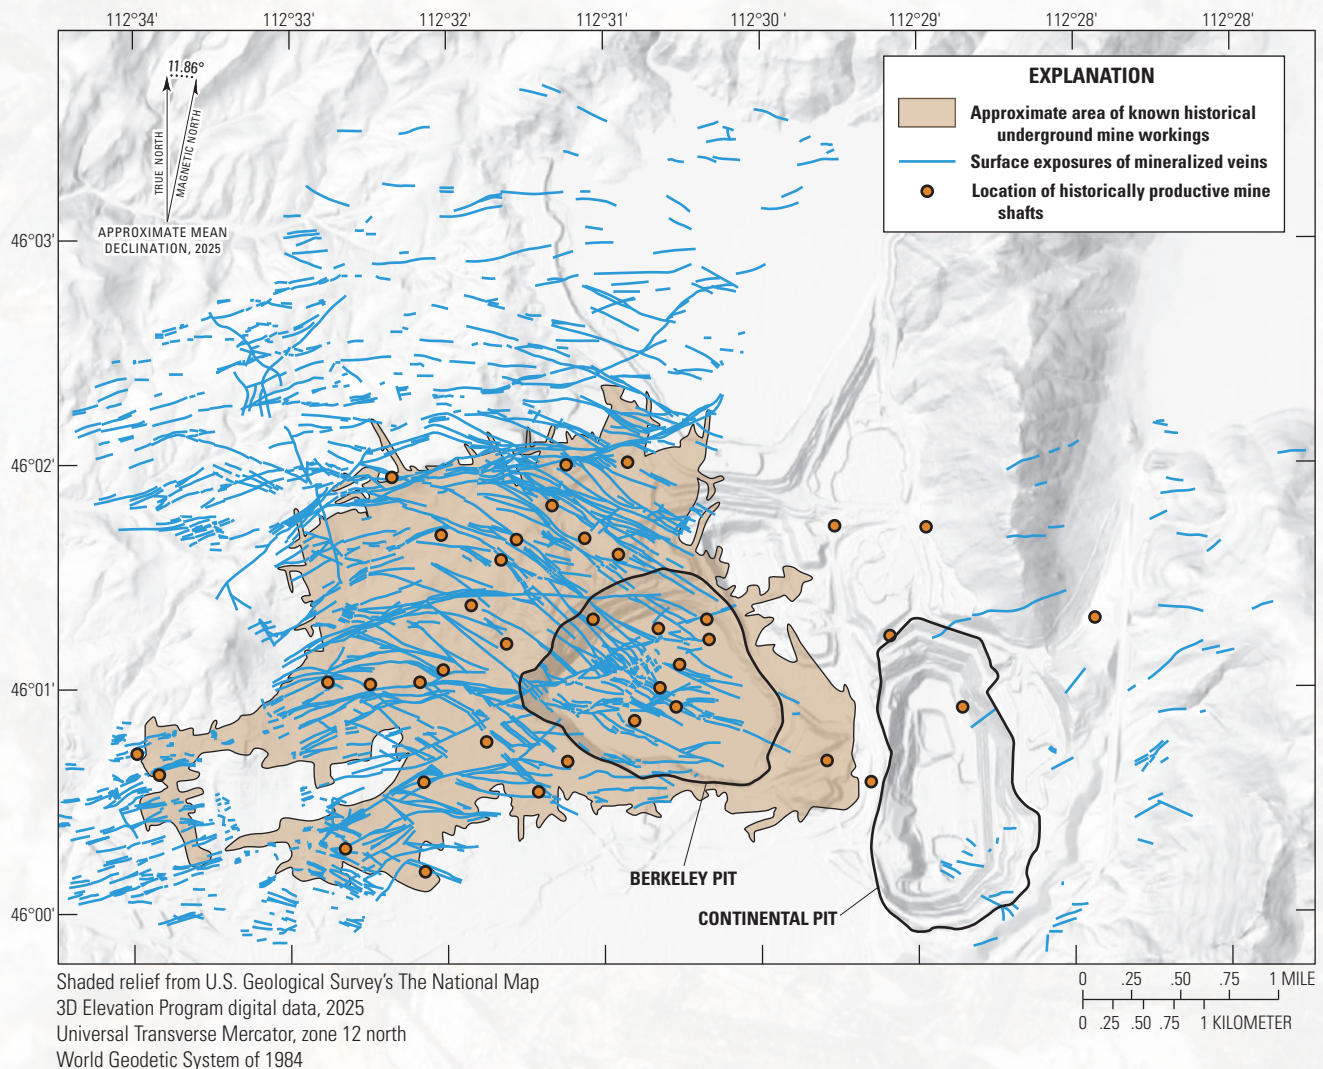 112°34' 112°33' 112°32' 112°31' 112°30' 112°29' 112°28' 112°28'
11.86°
TRUE NORTH
MAGNETIC NORTH
APPROXIMATE MEAN
DECLINATION, 2025
EXPLANATION
Approximate area of known historical
underground mine workings
Surface exposures of mineralized veins
Location of historically productive mine
shafts
46°03'
46°02'
46°01'
46°00'
BERKELEY PIT
CONTINENTAL PIT
Shaded relief from U.S. Geological Survey's The National Map
3D Elevation Program digital data, 2025
Universal Transverse Mercator, zone 12 north
World Geodetic System of 1984
0 .25 .50 .75 1 MILE
0 .25 .50 .75 1 KILOMETER